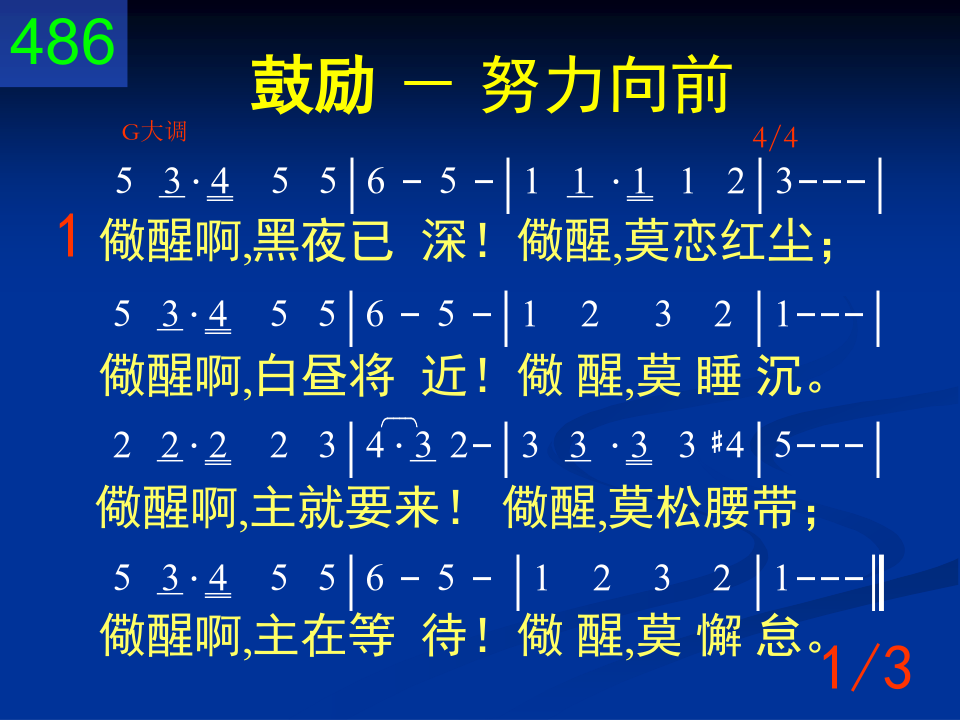 486
鼓励 － 努力向前
G大调 4/4
5 3·4 5 5|6 - 5 -|1 1·1 1 2|3---|
1 儆醒啊,黑夜已 深！儆醒,莫恋红尘；
5 3·4 5 5|6 - 5 -|1 2 3 2|1---|
儆醒啊,白昼将 近！儆 醒,莫 睡 沉。
2 2·2 2 3|4·3 2-|3 3·3 3 #4|5---|
儆醒啊,主就要来！ 儆醒,莫松腰带；
5 3·4 5 5|6 - 5 -|1 2 3 2|1---‖
儆醒啊,主在等 待！儆 醒,莫 懈 怠。
1/3